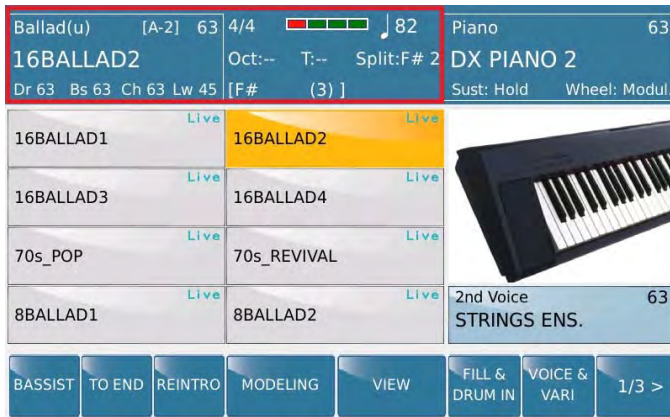 Ballad(u) [A-2] 63 4/4 82 Piano 63
16BALLAD2 Oct:-- T:-- Split:F# 2 DX PIANO 2
Dr 63 Bs 63 Ch 63 Lw 45 [F# (3) ] Sust: Hold Wheel: Modul.
Live Live
16BALLAD1 16BALLAD2
Live Live
16BALLAD3 16BALLAD4
Live Live
70s_POP 70s_REVIVAL
Live Live 2nd Voice 63
8BALLAD1 8BALLAD2 STRINGS ENS.
BASSIST TO END REINTRO MODELING VIEW FILL & DRUM IN VOICE & VARI 1/3 >